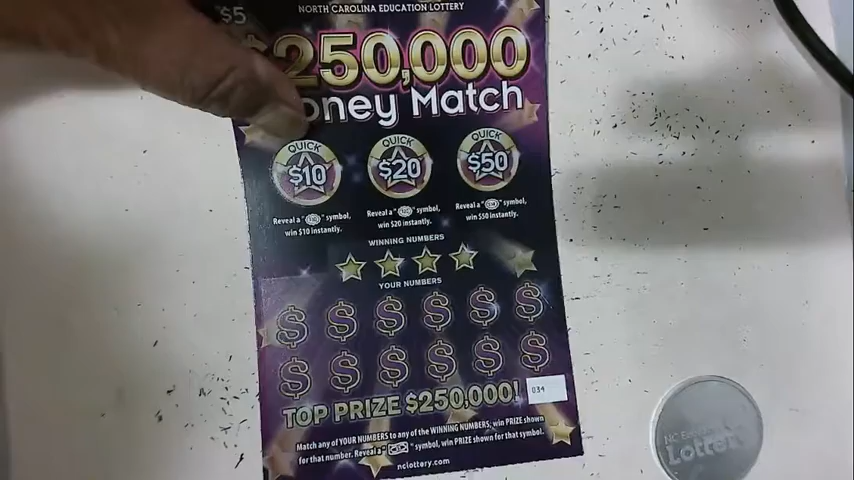 $5
NORTH CAROLINA EDUCATION LOTTERY
$250,000
oney Match
QUICK
$10
QUICK
$20
QUICK
$50
Reveal a " " symbol,
win $10 instantly.
Reveal a " " symbol,
win $20 instantly.
Reveal a " " symbol,
win $50 instantly.
WINNING NUMBERS
YOUR NUMBERS
$ $ $ $ $ $
$ $ $ $ $ $
034
TOP PRIZE $250,000!
Match any of YOUR NUMBERS to any of the WINNING NUMBERS, win PRIZE shown
for that number. Reveal a " " symbol, win PRIZE shown for that symbol.
nclottery.com
NC Education
Lottery